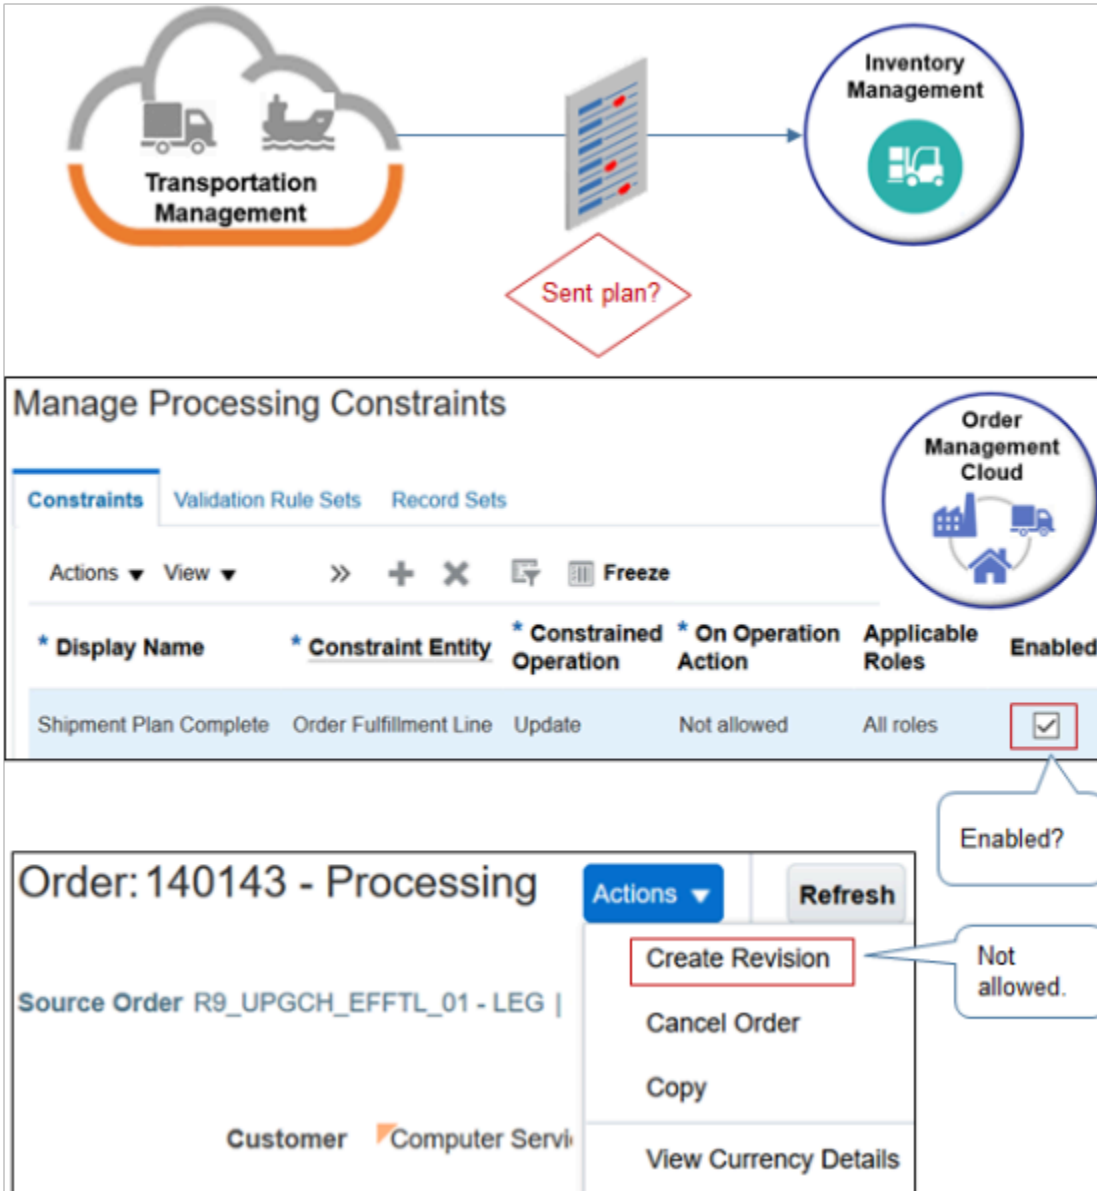 Transportation
Management
Inventory
Management
Sent plan?
Manage Processing Constraints
Order
Management
Cloud
Constraints Validation Rule Sets Record Sets
Actions View Freeze
* Display Name * Constraint Entity * Constrained Operation * On Operation Action Applicable Roles Enabled
Shipment Plan Complete Order Fulfillment Line Update Not allowed All roles
Enabled?
Order: 140143 - Processing Actions Refresh
Create Revision
Not
allowed.
Source Order R9_UPGCH_EFFTL_01 - LEG |
Cancel Order
Copy
Customer Computer Servi
View Currency Details